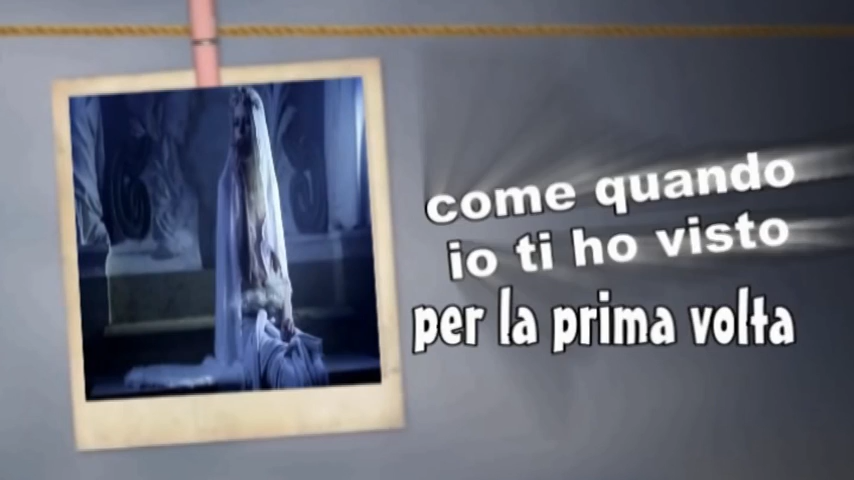 come quando
io ti ho visto
per la prima volta